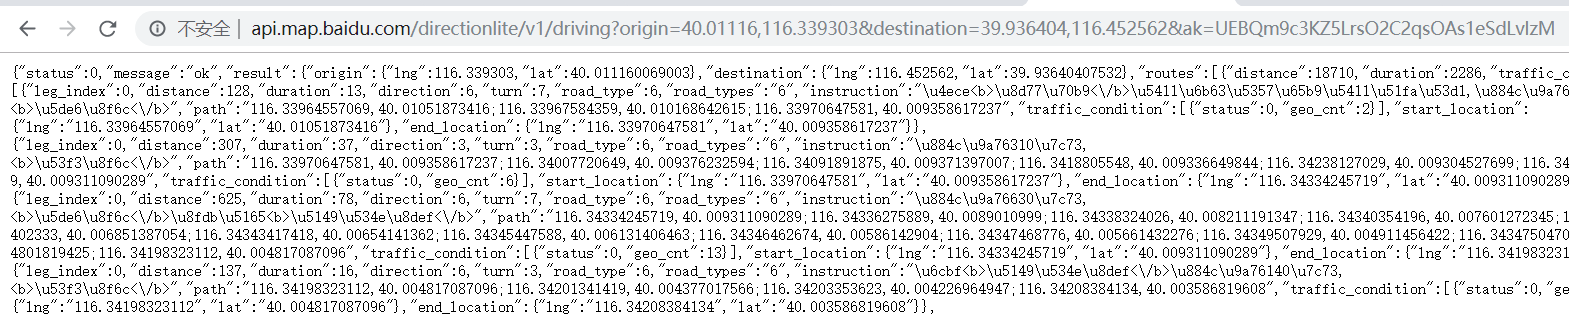 不安全 | api.map.baidu.com/directionlite/v1/driving?origin=40.01116,116.339303&destination=39.936404,116.452562&ak=UEBQm9c3KZ5LrsO2C2qsOAs1eSdLvlzM
{"status":0,"message":"ok","result":{"origin":{"lng":116.339303,"lat":40.011160069003},"destination":{"lng":116.452562,"lat":39.93640407532},"routes":[{"distance":18710,"duration":2286,"traffic_c
[{"leg_index":0,"distance":128,"duration":13,"direction":6,"turn":7,"road_type":6,"road_types":"6","instruction":"\u4ece<b>\u8d77\u70b9<\/b>\u5411\u6b63\u5357\u65b9\u5411\u51fa\u53d1,\u884c\u9a76
<b>\u5de6\u8f6c<\/b>","path":"116.33964557069,40.01051873416;116.33967584359,40.010168642615;116.33970647581,40.009358617237","traffic_condition":[{"status":0,"geo_cnt":2}],"start_location":
{"lng":"116.33964557069","lat":"40.01051873416"},"end_location":{"lng":"116.33970647581","lat":"40.009358617237"}},
{"leg_index":0,"distance":307,"duration":37,"direction":3,"turn":3,"road_type":6,"road_types":"6","instruction":"\u884c\u9a76310\u7c73,
<b>\u53f3\u8f6c<\/b>","path":"116.33970647581,40.009358617237;116.34007720649,40.009376232594;116.34091891875,40.009371397007;116.3418805548,40.009336649844;116.34238127029,40.009304527699;116.34
9,40.009311090289","traffic_condition":[{"status":0,"geo_cnt":6}],"start_location":{"lng":"116.33970647581","lat":"40.009358617237"},"end_location":{"lng":"116.34334245719","lat":"40.009311090289
{"leg_index":0,"distance":625,"duration":78,"direction":6,"turn":7,"road_type":6,"road_types":"6","instruction":"\u884c\u9a76630\u7c73,
<b>\u5de6\u8f6c<\/b>\u8fdb\u5165<b>\u5149\u534e\u8def<\/b>","path":"116.34334245719,40.009311090289;116.34336275889,40.0089010999;116.34338324026,40.008211191347;116.34340354196,40.007601272345;1
402333,40.006851387054;116.34343417418,40.00654141362;116.34345447588,40.006131406463;116.34346462674,40.00586142904;116.34347468776,40.005661432276;116.34349507929,40.004911456422;116.3434750470
4801819425;116.34198323112,40.004817087096","traffic_condition":[{"status":0,"geo_cnt":13}],"start_location":{"lng":"116.34334245719","lat":"40.009311090289"},"end_location":{"lng":"116.341983231
{"leg_index":0,"distance":137,"duration":16,"direction":6,"turn":3,"road_type":6,"road_types":"6","instruction":"\u6cbf<b>\u5149\u534e\u8def<\/b>\u884c\u9a76140\u7c73,
<b>\u53f3\u8f6c<\/b>","path":"116.34198323112,40.004817087096;116.34201341419,40.004377017566;116.34203353623,40.004226964947;116.34208384134,40.003586819608","traffic_condition":[{"status":0,"ge
{"lng":"116.34198323112","lat":"40.004817087096"},"end_location":{"lng":"116.34208384134","lat":"40.003586819608"}},